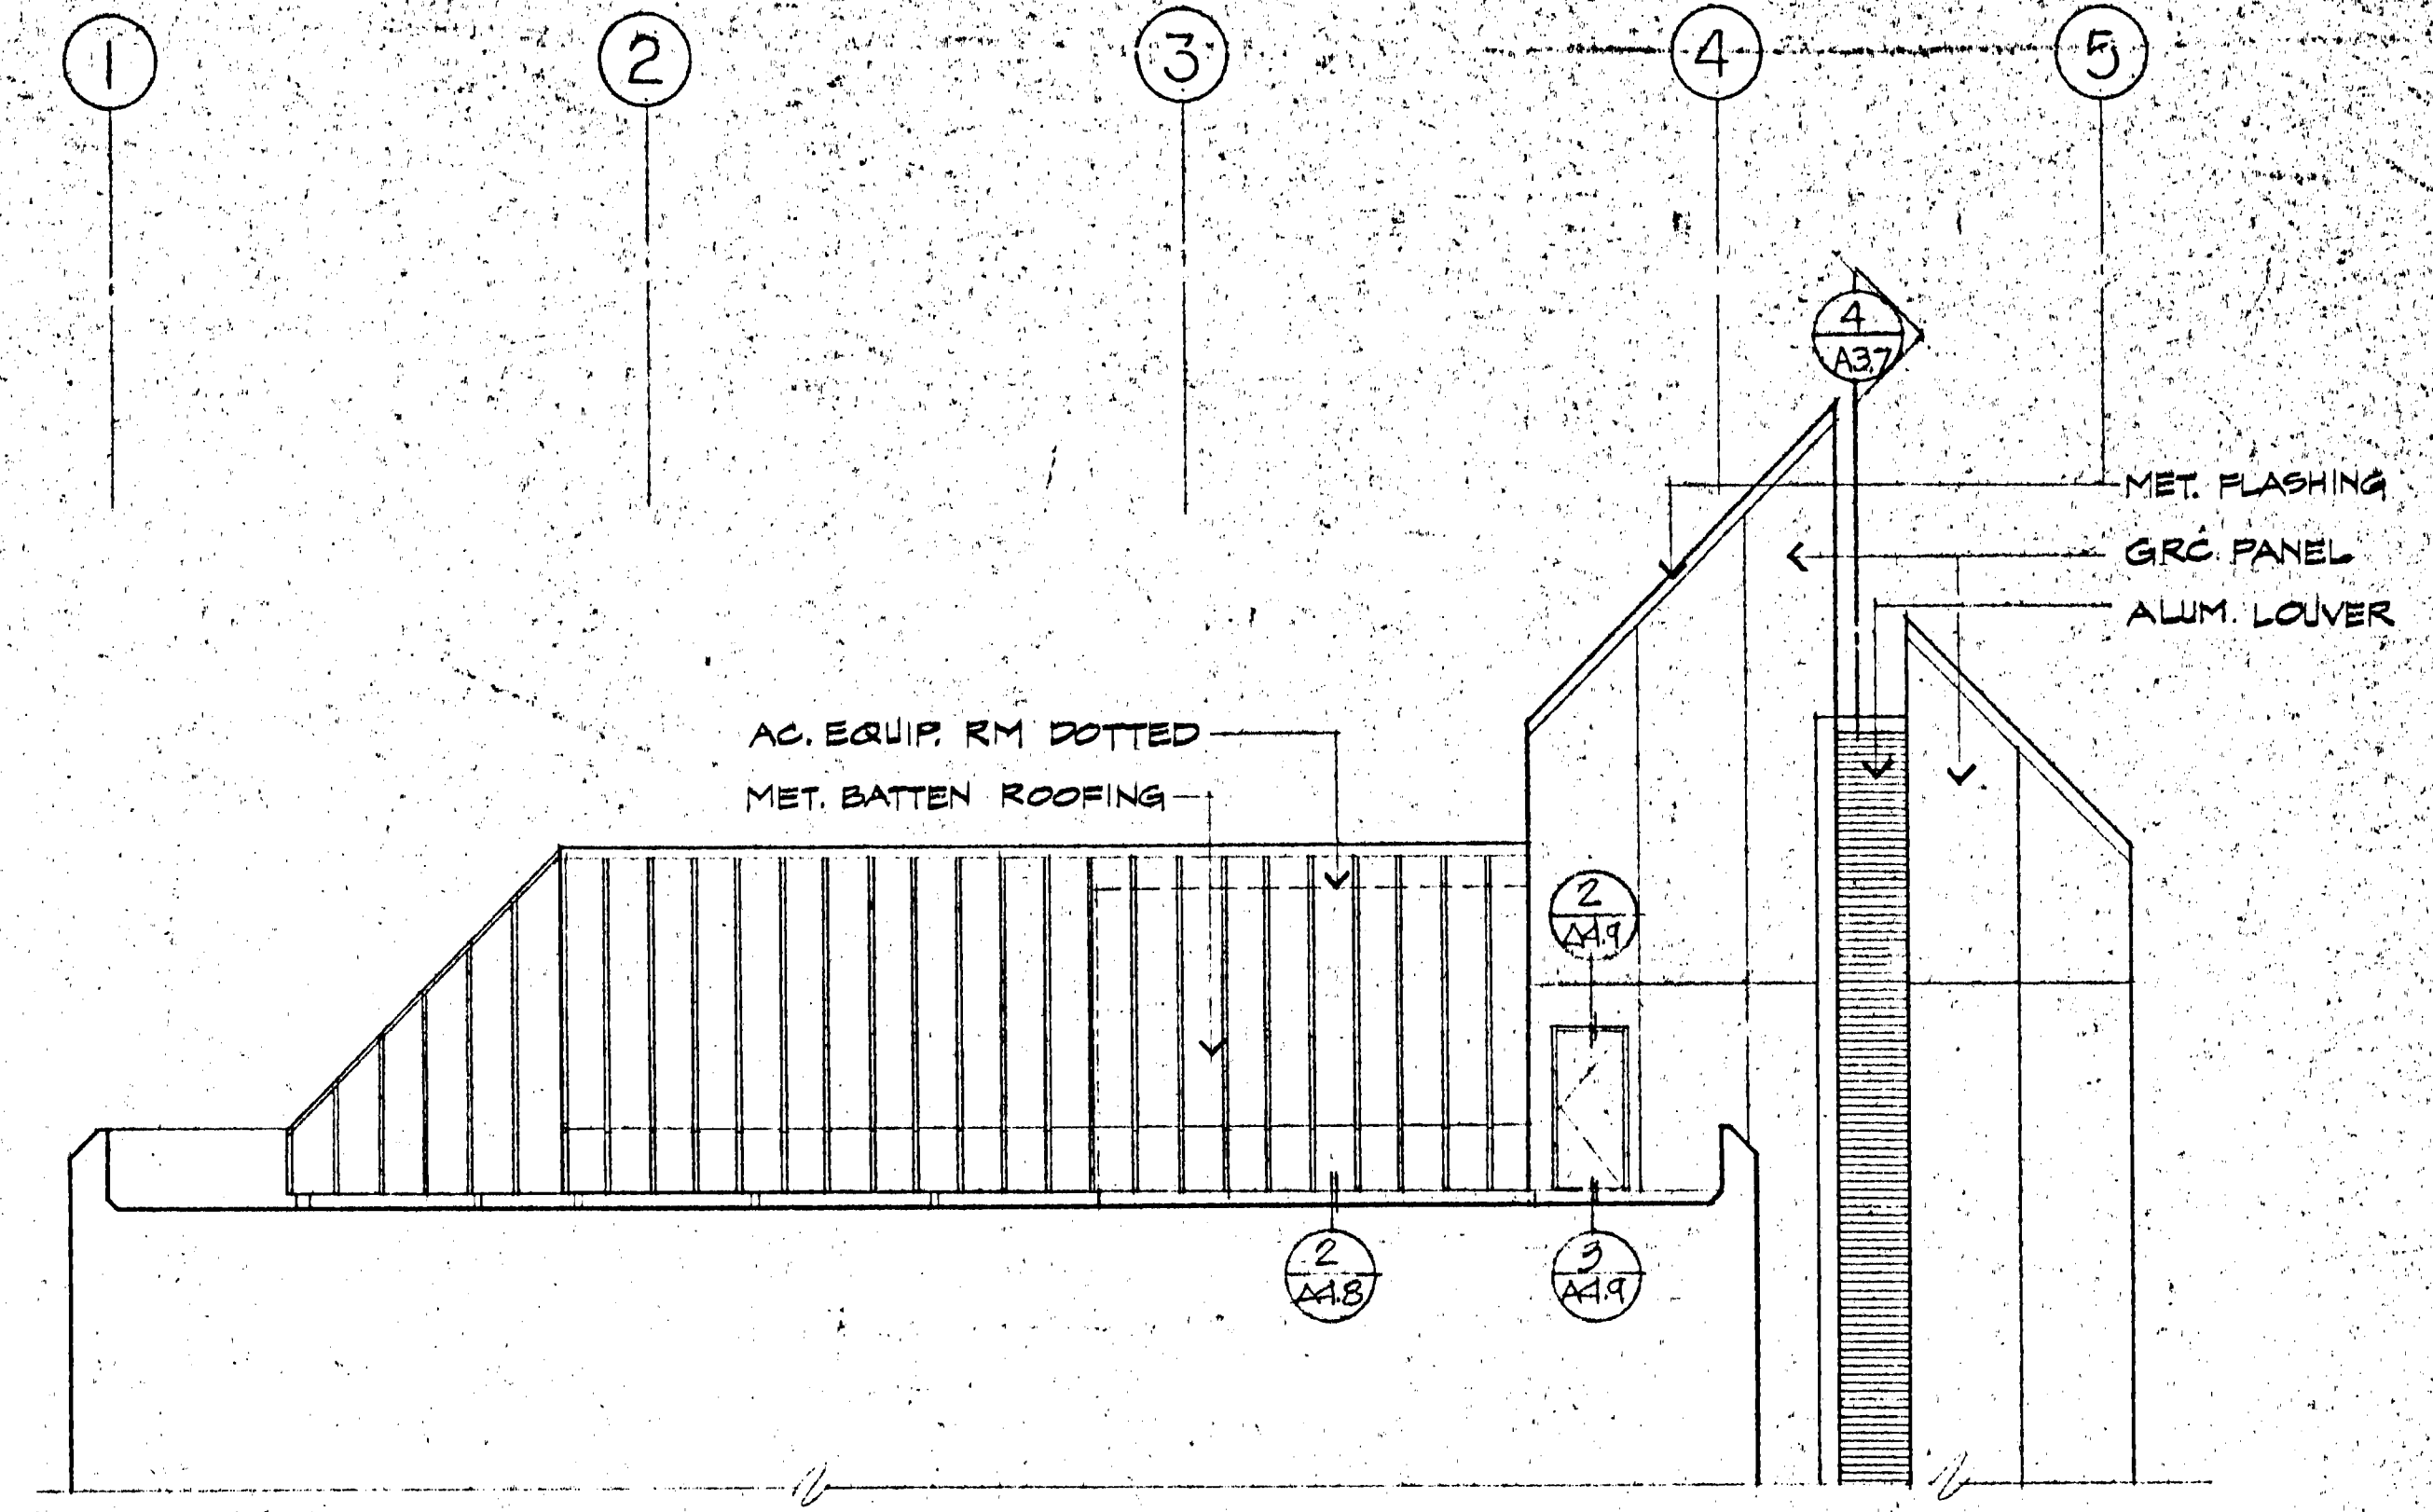 1 2 3 4 5
4
A3.7
MET. FLASHING
GRC. PANEL
ALUM. LOUVER
AC. EQUIP. RM DOTTED
MET. BATTEN ROOFING
2
A4.9
2
A4.8
3
A4.9